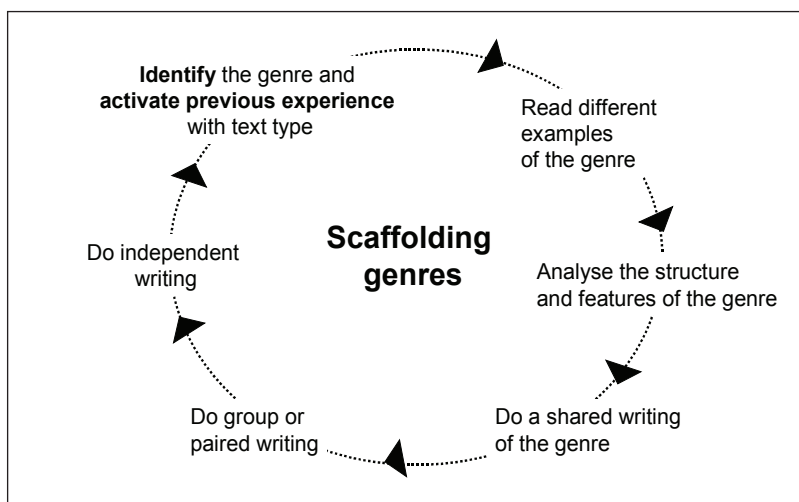 Identify the genre and
activate previous experience
with text type
Read different
examples
of the genre
Analyse the structure
and features of the genre
Do a shared writing
of the genre
Do group or
paired writing
Do independent
writing
Scaffolding
genres